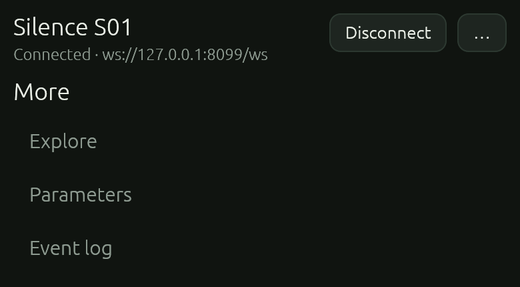 Silence S01
Disconnect
...
Connected · ws://127.0.0.1:8099/ws
More
Explore
Parameters
Event log